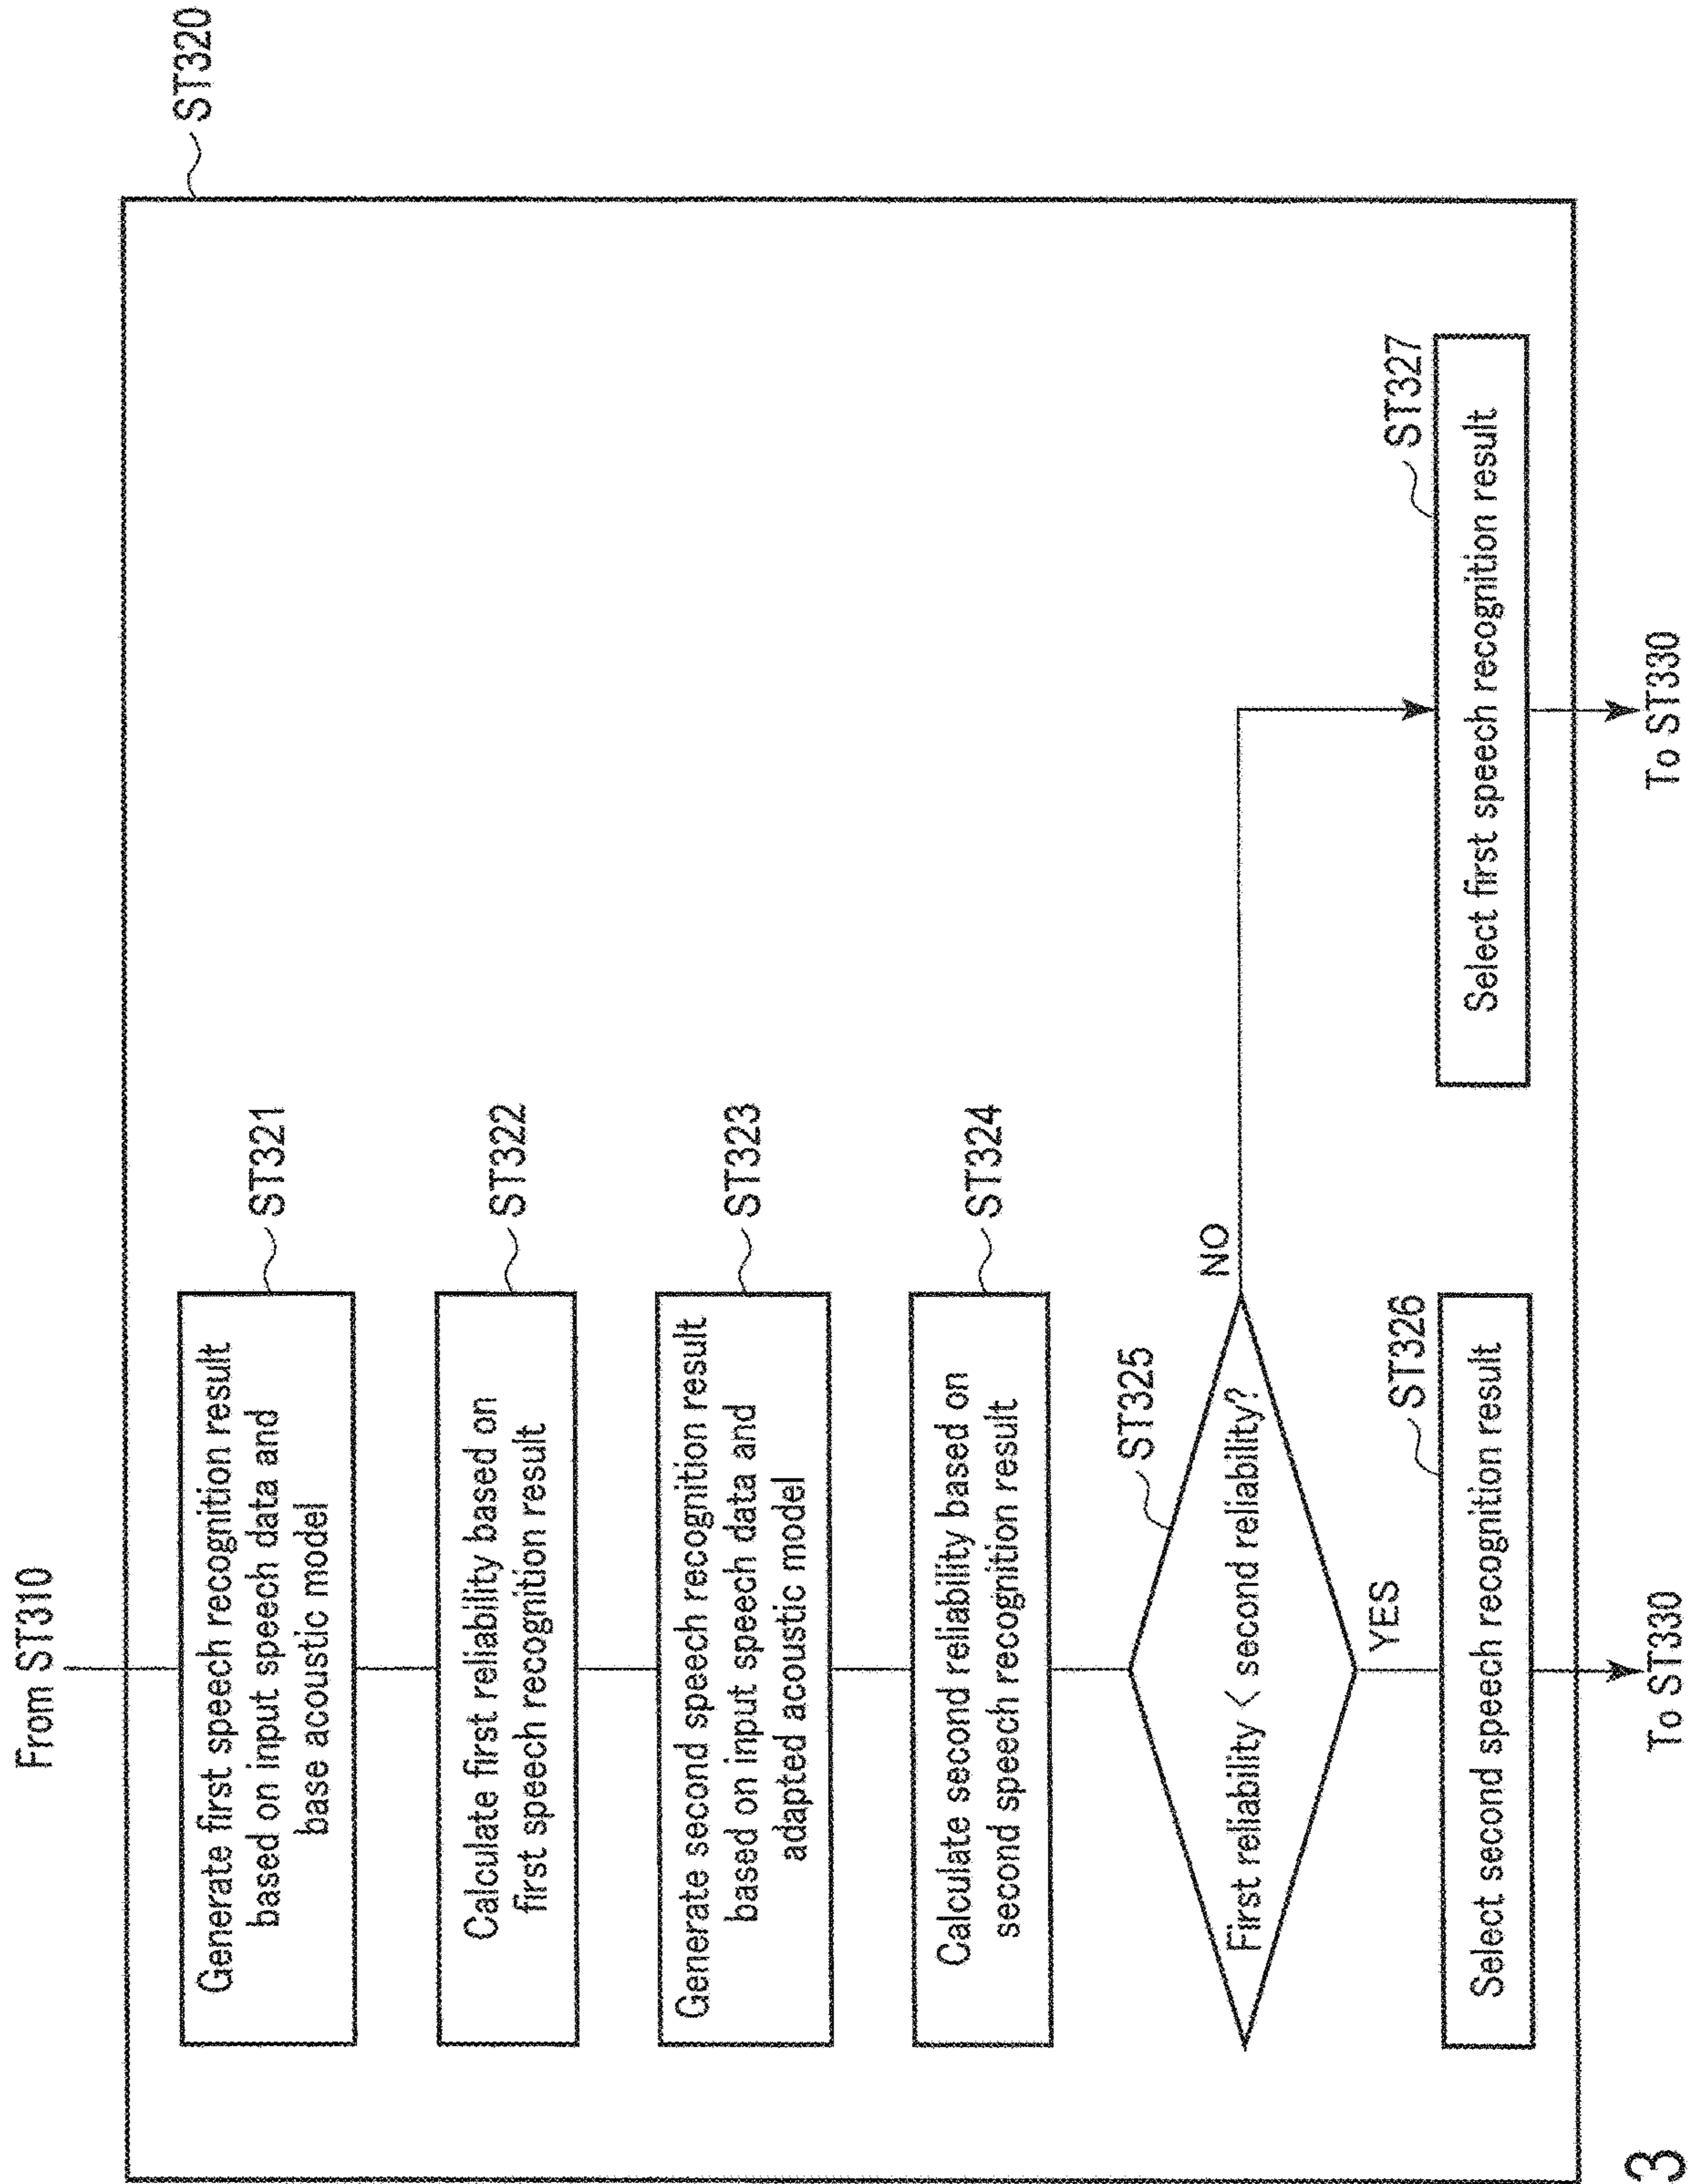 From ST310
ST320
Generate first speech recognition result
based on input speech data and
base acoustic model
ST321
Calculate first reliability based on
first speech recognition result
ST322
Generate second speech recognition result
based on input speech data and
adapted acoustic model
ST323
Calculate second reliability based on
second speech recognition result
ST324
ST325
First reliability < second reliability?
NO
YES
ST326
Select second speech recognition result
ST327
Select first speech recognition result
To ST330
To ST330
3